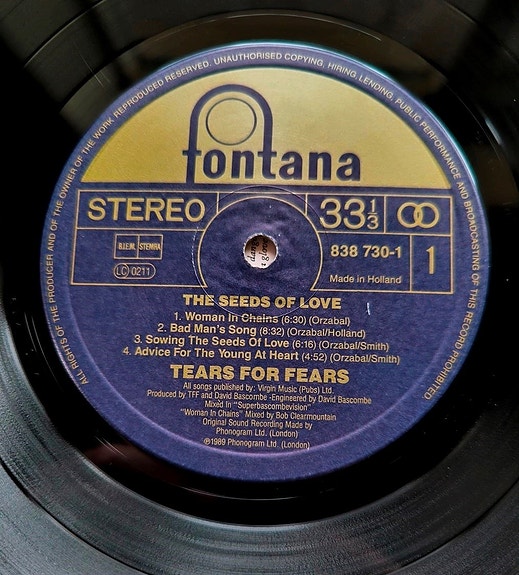 ALL RIGHTS OF THE PRODUCER AND OF THE OWNER OF THE WORK REPRODUCED RESERVED. UNAUTHORISED COPYING, HIRING, LENDING, PUBLIC PERFORMANCE AND BROADCASTING OF THIS RECORD PROHIBITED
fontana
STEREO
33 1/3
B.I.E.M. STEMRA
LC 0211
838 730-1
1
Made in Holland
THE SEEDS OF LOVE
1. Woman In Chains (6:30) (Orzabal)
2. Bad Man's Song (8:32) (Orzabal/Holland)
3. Sowing The Seeds Of Love (6:16) (Orzabal/Smith)
4. Advice For The Young At Heart (4:52) (Orzabal/Smith)
TEARS FOR FEARS
All songs published by: Virgin Music (Pubs) Ltd.
Produced by TFF and David Bascombe -Engineered by David Bascombe
Mixed In "Superbascombevision"
"Woman In Chains" Mixed by Bob Clearmountain
Original Sound Recording Made by
Phonogram Ltd. (London)
℗1989 Phonogram Ltd. (London)